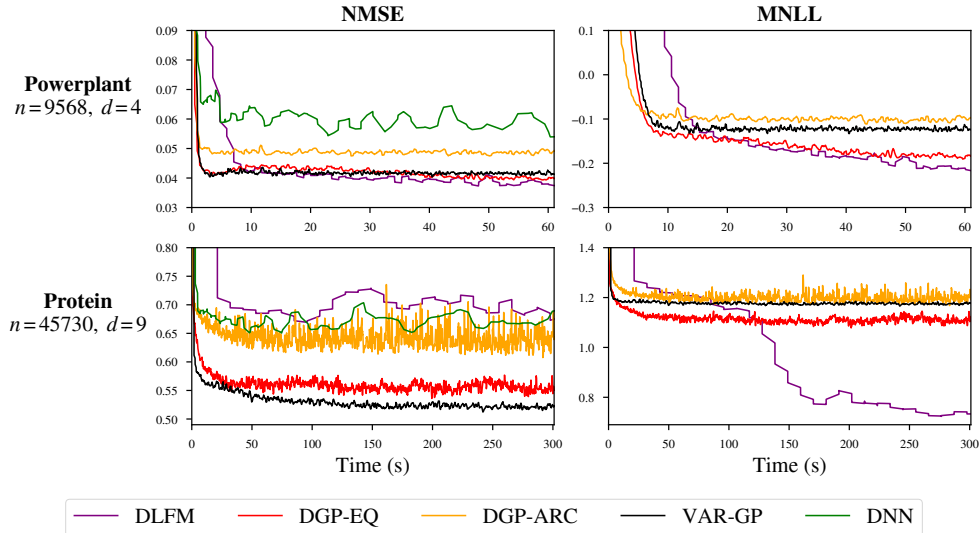 NMSE
MNLL
Powerplant
n=9568, d=4
0.09
0.08
0.07
0.06
0.05
0.04
0.03
0 10 20 30 40 50 60
0.1
0.0
−0.1
−0.2
−0.3
0 10 20 30 40 50 60
Protein
n=45730, d=9
0.80
0.75
0.70
0.65
0.60
0.55
0.50
0 50 100 150 200 250 300
Time (s)
1.4
1.2
1.0
0.8
0 50 100 150 200 250 300
Time (s)
DLFM DGP-EQ DGP-ARC VAR-GP DNN